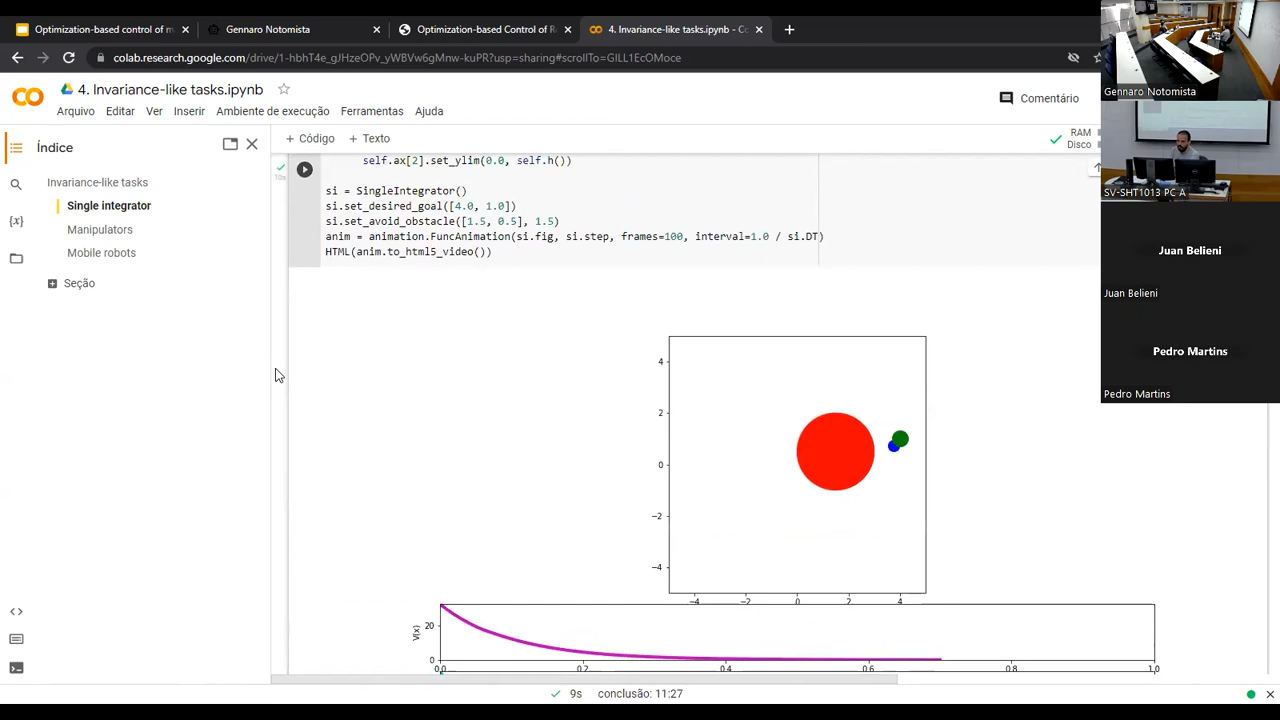 Optimization-based control of m
Gennaro Notomista
Optimization-based Control of R
4. Invariance-like tasks.ipynb - Co
colab.research.google.com/drive/1-hbhT4e_gJHzeOPv_yWBVw6gMnw-kuPR?usp=sharing#scrollTo=GILL1EcOMoce
4. Invariance-like tasks.ipynb
Arquivo Editar Ver Inserir Ambiente de execução Ferramentas Ajuda
Comentário
Índice
+ Código + Texto
RAM
Disco
Invariance-like tasks
Single integrator
Manipulators
Mobile robots
Seção
self.ax[2].set_ylim(0.0, self.h())
si = SingleIntegrator()
si.set_desired_goal([4.0, 1.0])
si.set_avoid_obstacle([1.5, 0.5], 1.5)
anim = animation.FuncAnimation(si.fig, si.step, frames=100, interval=1.0 / si.DT)
HTML(anim.to_html5_video())
4
2
0
−2
−4
−4 −2 0 2 4
V(x)
20
0
0.0 0.2 0.4 0.6 0.8 1.0
9s conclusão: 11:27
Gennaro Notomista
SV-SHT1013 PC A
Juan Belieni
Juan Belieni
Pedro Martins
Pedro Martins